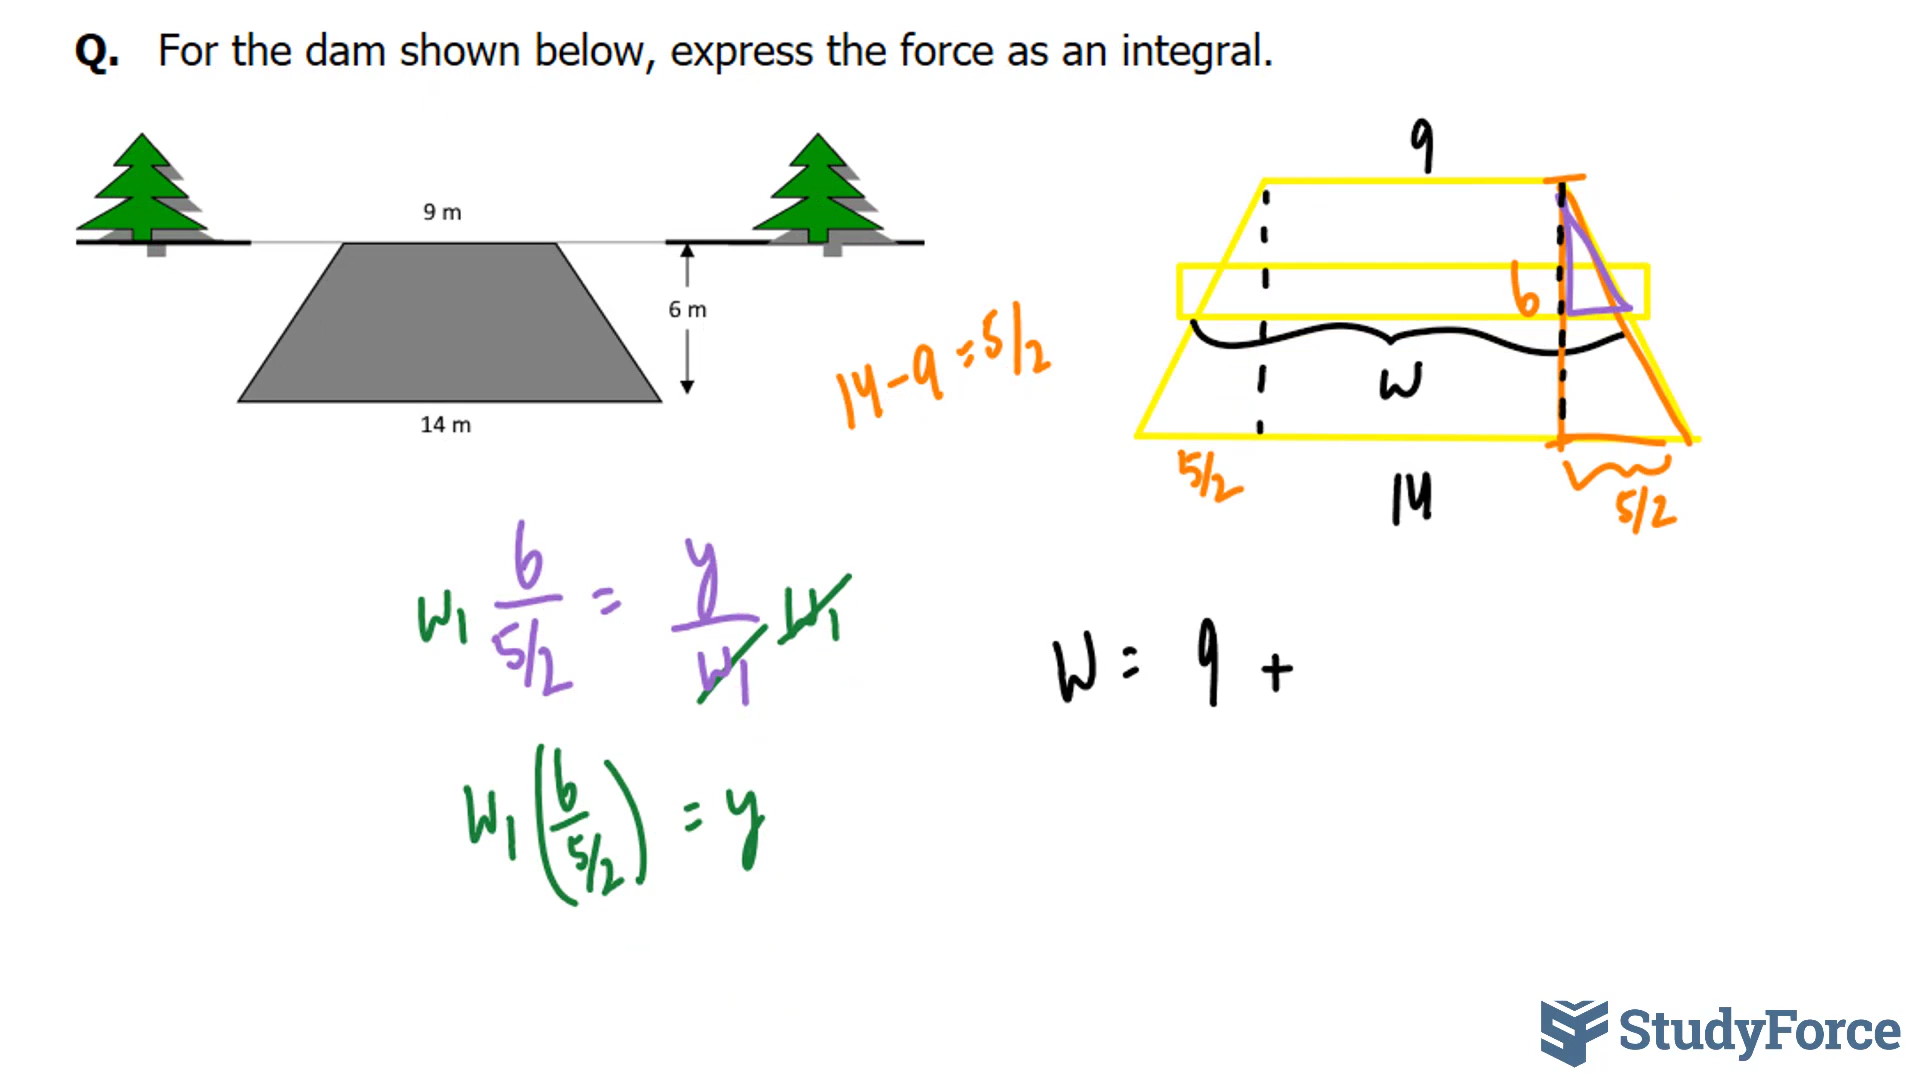 Q. For the dam shown below, express the force as an integral.
9 m
6 m
14 m
14 - 9 = 5/2
9
6
W
5/2
14
5/2
W₁ 6/(5/2) = y/W₁ W₁
W₁ (6/(5/2)) = y
W = 9 +
StudyForce